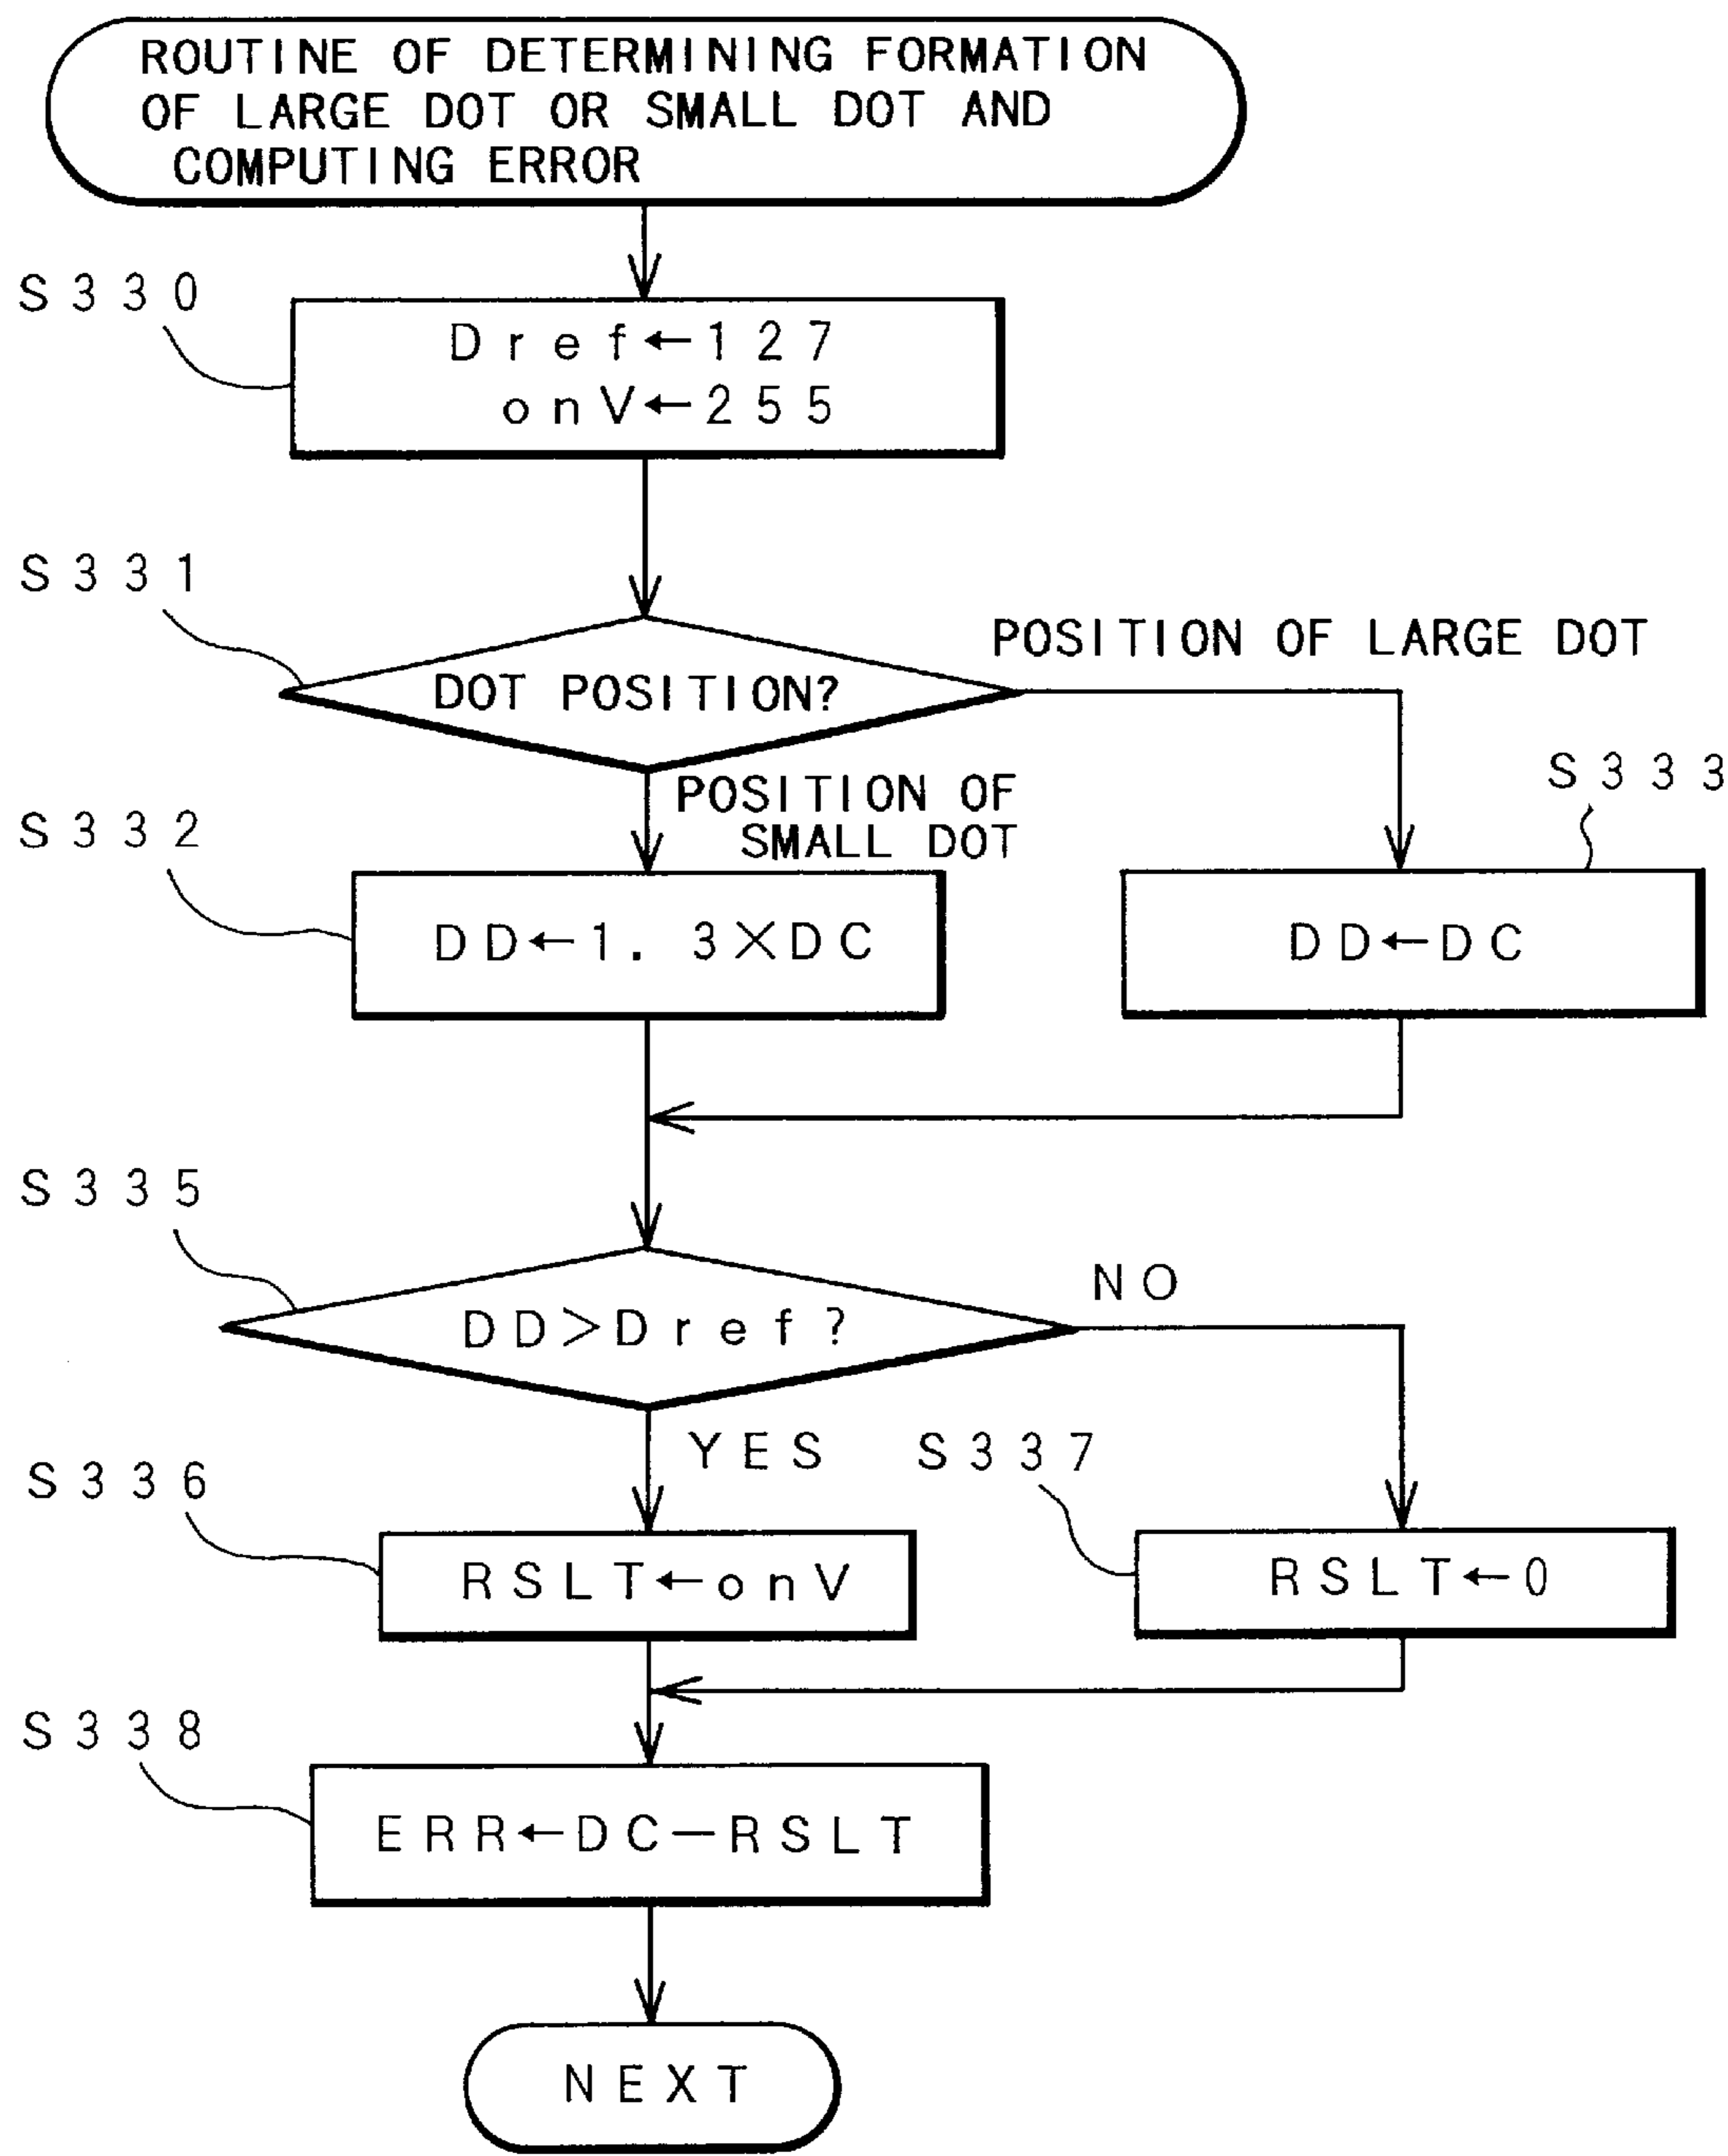 ROUTINE OF DETERMINING FORMATION
OF LARGE DOT OR SMALL DOT AND
COMPUTING ERROR
S330
Dref←127
onV←255
S331
DOT POSITION?
POSITION OF LARGE DOT
POSITION OF
SMALL DOT
S332
DD←1.3×DC
S333
DD←DC
S335
DD>Dref?
NO
YES
S336
RSLT←onV
S337
RSLT←0
S338
ERR←DC−RSLT
NEXT